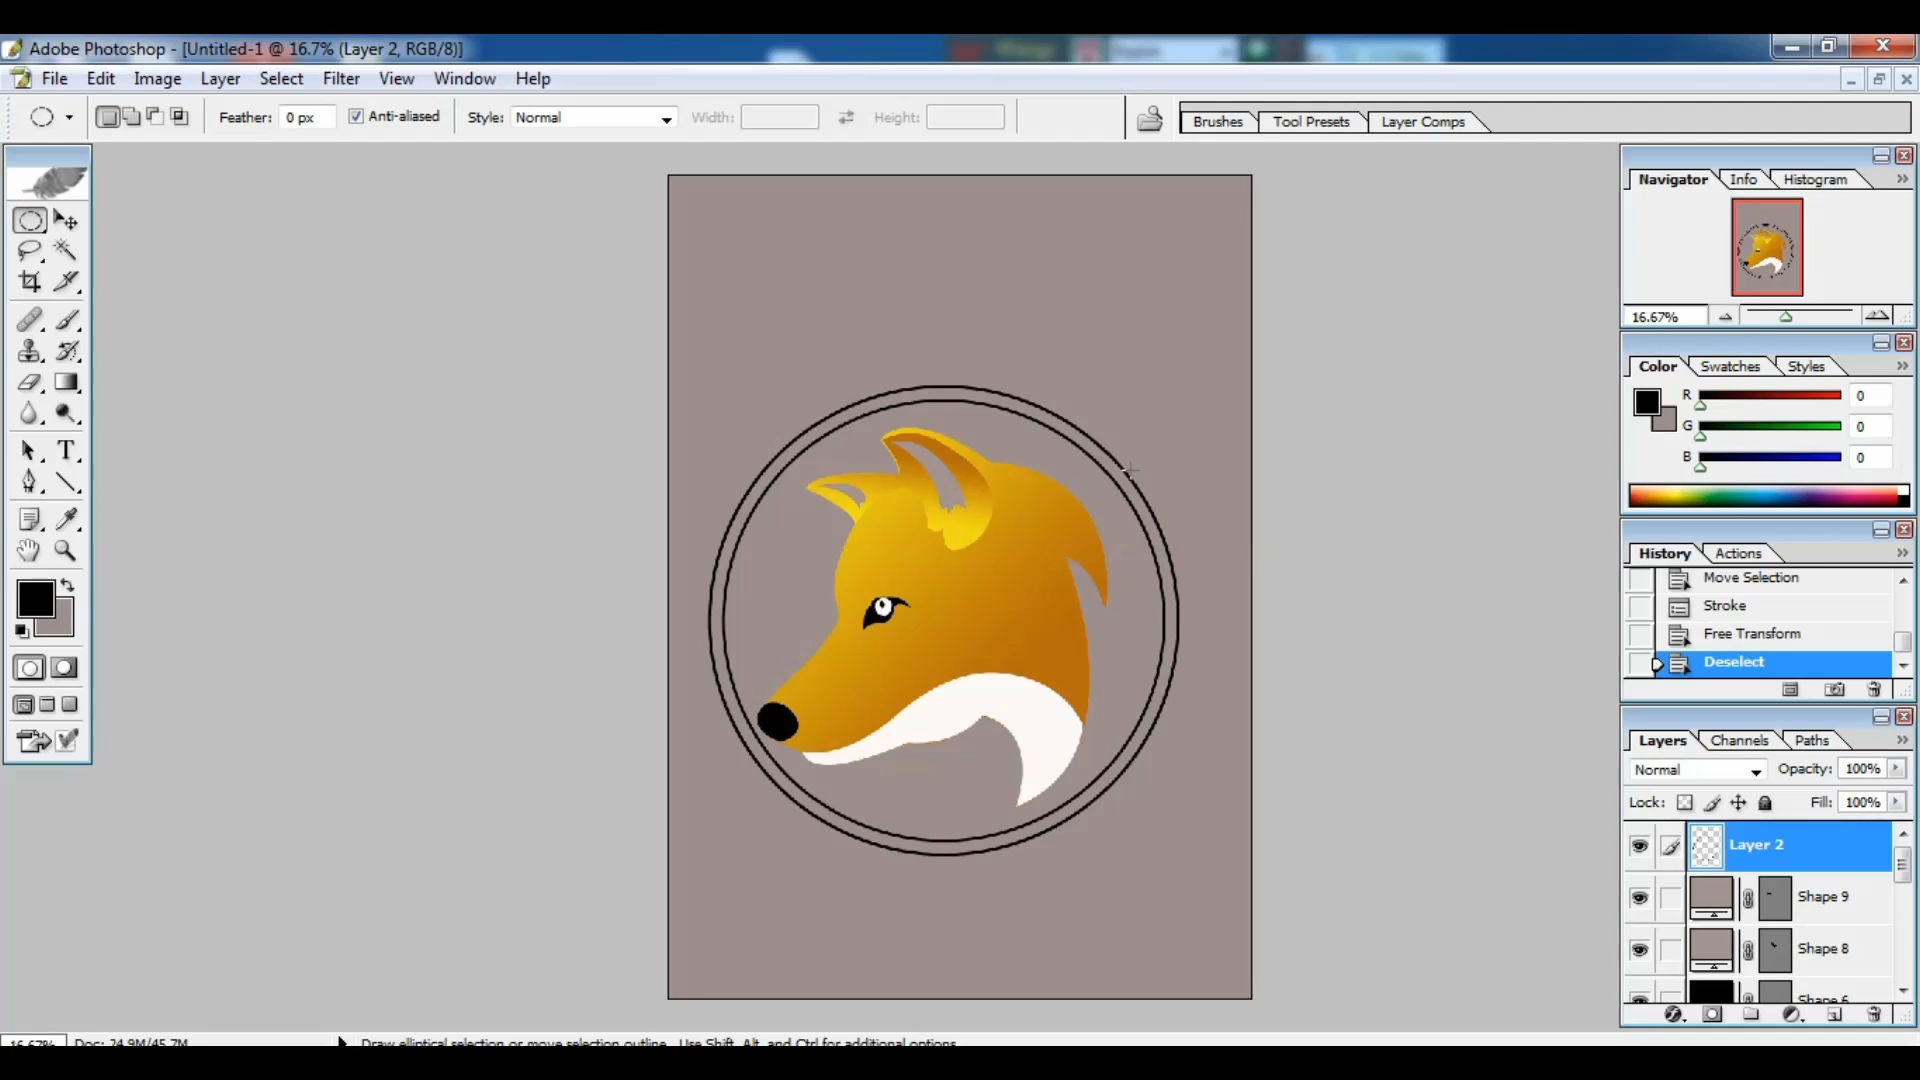 Adobe Photoshop - [Untitled-1 @ 16.7% (Layer 2, RGB/8)]
File Edit Image Layer Select Filter View Window Help
Feather: 0 px Anti-aliased Style: Normal Width: Height: Brushes Tool Presets Layer Comps
Navigator Info Histogram
16.67%
Color Swatches Styles
R 0
G 0
B 0
History Actions
Move Selection
Stroke
Free Transform
Deselect
Layers Channels Paths
Normal Opacity: 100%
Lock: Fill: 100%
Layer 2
Shape 9
Shape 8
Shape 6
T
16.67% Doc: 24.9M/45.7M Draw elliptical selection or move selection outline. Use Shift, Alt, and Ctrl for additional options.